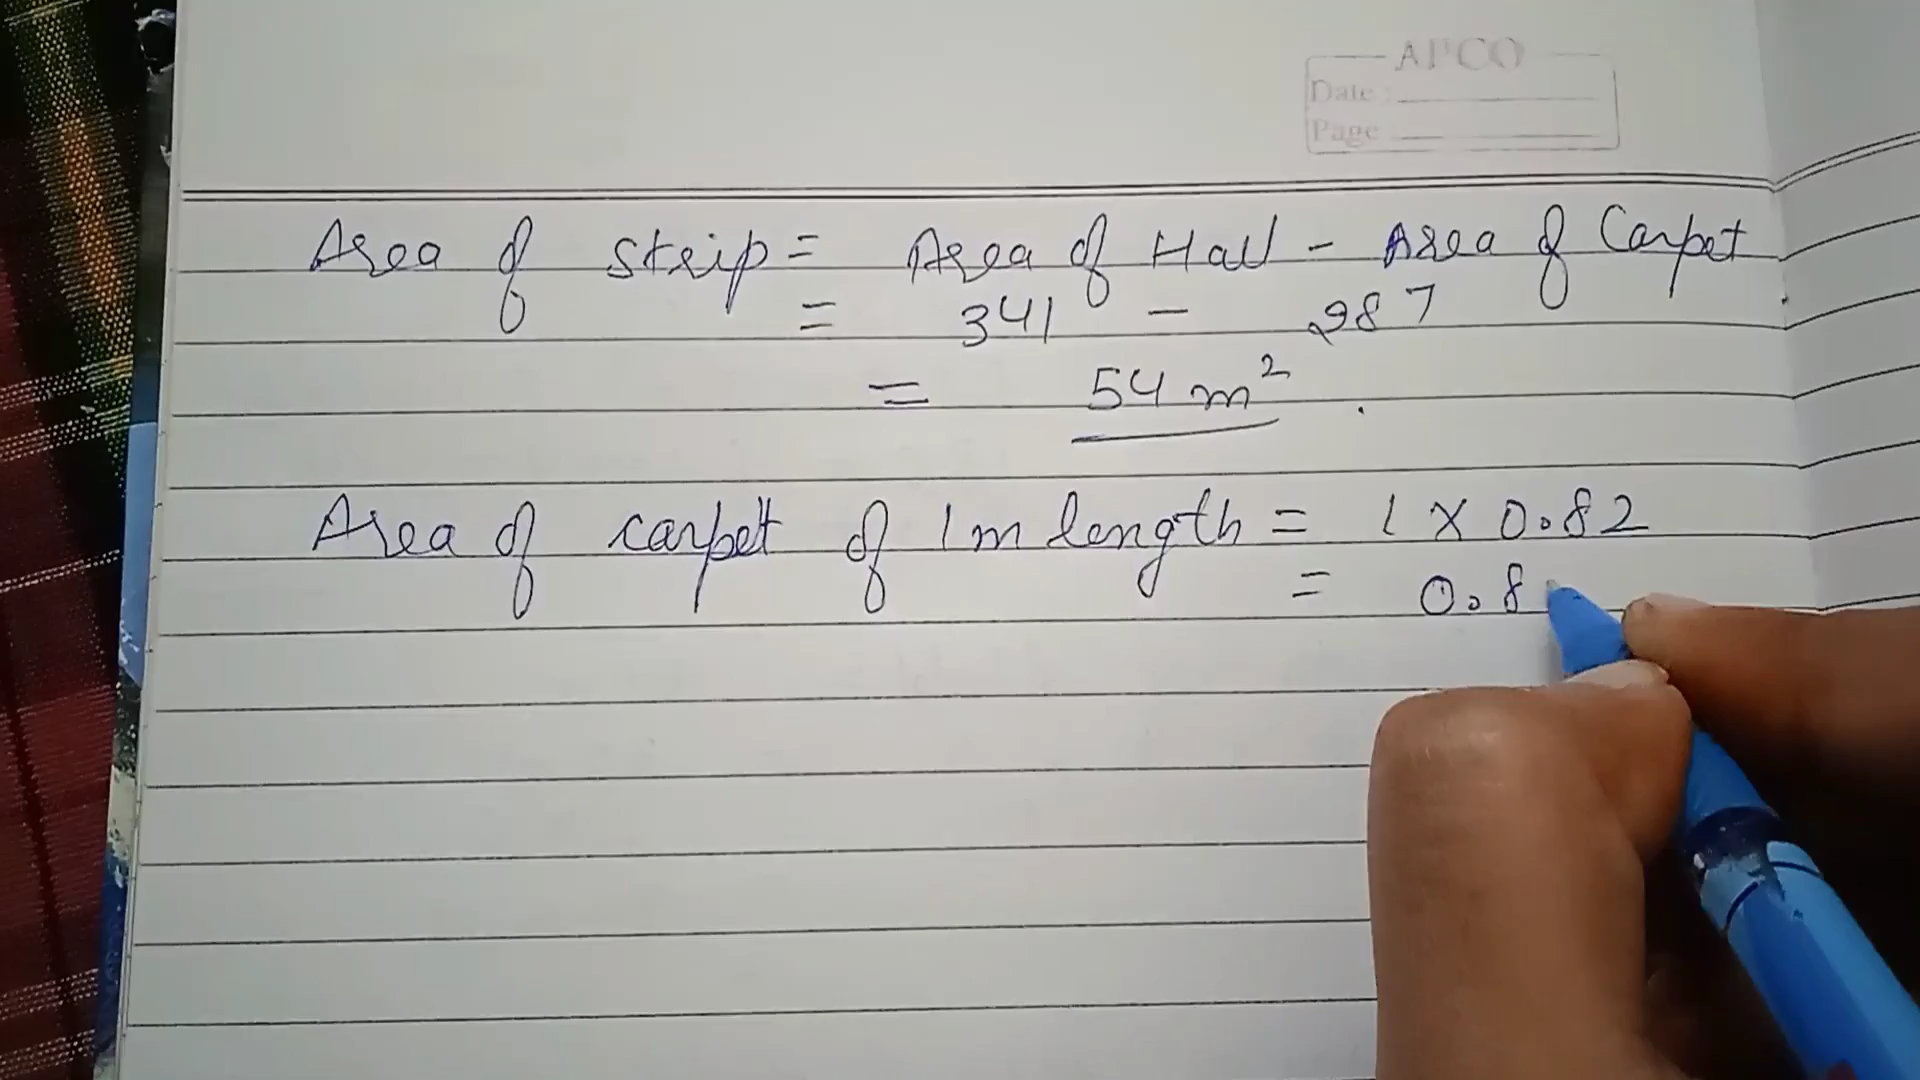 APCO
Date :
Page :
Area of strip = Area of Hall - Area of Carpet
= 341 - 287
= 54 m²
Area of carpet of 1m length = 1 X 0.82
= 0.8